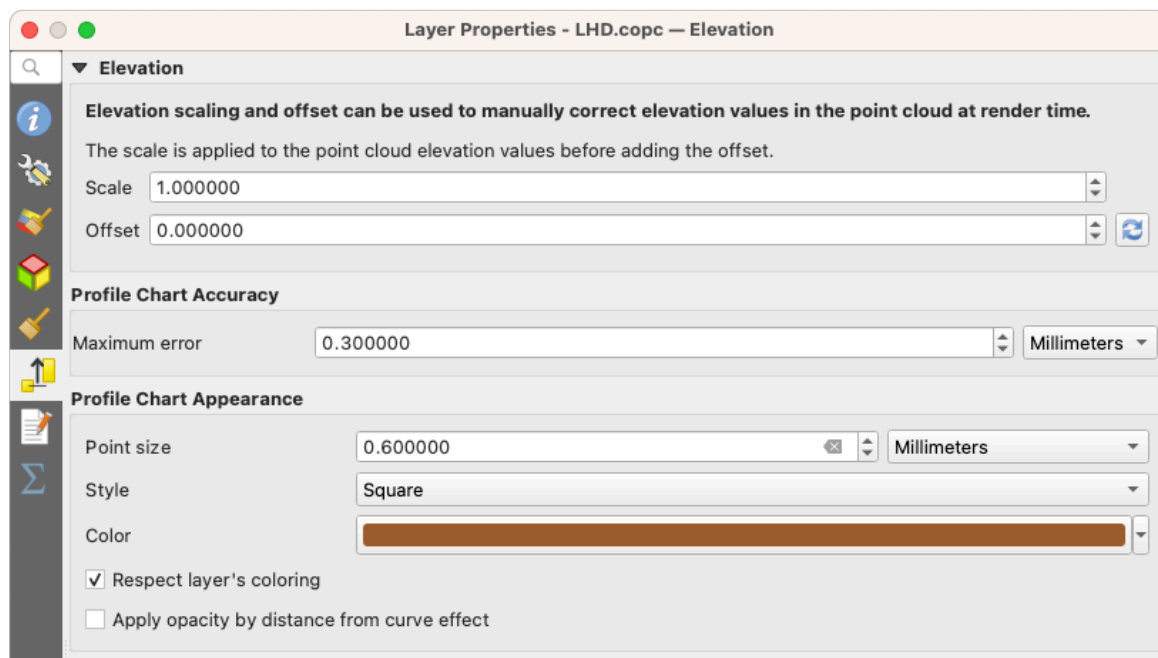 Layer Properties - LHD.copc — Elevation
Elevation
Elevation scaling and offset can be used to manually correct elevation values in the point cloud at render time.
The scale is applied to the point cloud elevation values before adding the offset.
Scale 1.000000
Offset 0.000000
Profile Chart Accuracy
Maximum error 0.300000 Millimeters
Profile Chart Appearance
Point size 0.600000 Millimeters
Style Square
Color
Respect layer's coloring
Apply opacity by distance from curve effect